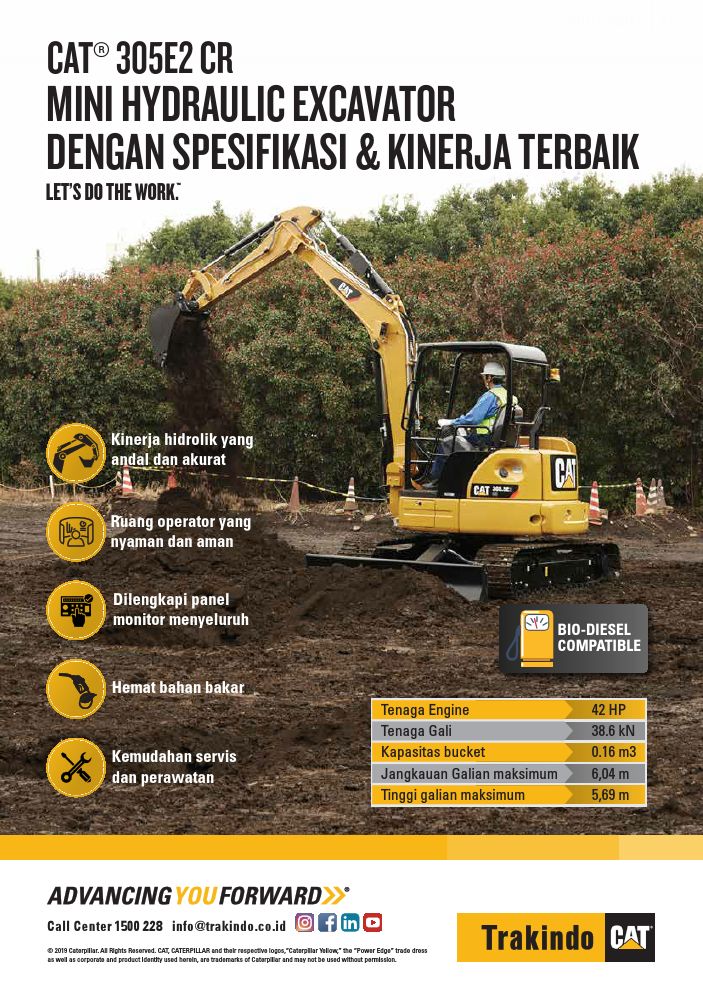 CAT® 305E2 CR
MINI HYDRAULIC EXCAVATOR
DENGAN SPESIFIKASI & KINERJA TERBAIK
LET'S DO THE WORK.™
CAT
Kinerja hidrolik yang
andal dan akurat
Ruang operator yang
nyaman dan aman
Dilengkapi panel
monitor menyeluruh
Hemat bahan bakar
Kemudahan servis
dan perawatan
CAT
CAT
BIO-DIESEL
COMPATIBLE
Tenaga Engine 42 HP
Tenaga Gali 38.6 kN
Kapasitas bucket 0.16 m3
Jangkauan Galian maksimum 6,04 m
Tinggi galian maksimum 5,69 m
ADVANCING YOU FORWARD®
Call Center 1500 228 info@trakindo.co.id
© 2019 Caterpillar. All Rights Reserved. CAT, CATERPILLAR and their respective logos, "Caterpillar Yellow," the "Power Edge" trade dress
as well as corporate and product identity used herein, are trademarks of Caterpillar and may not be used without permission.
Trakindo CAT®